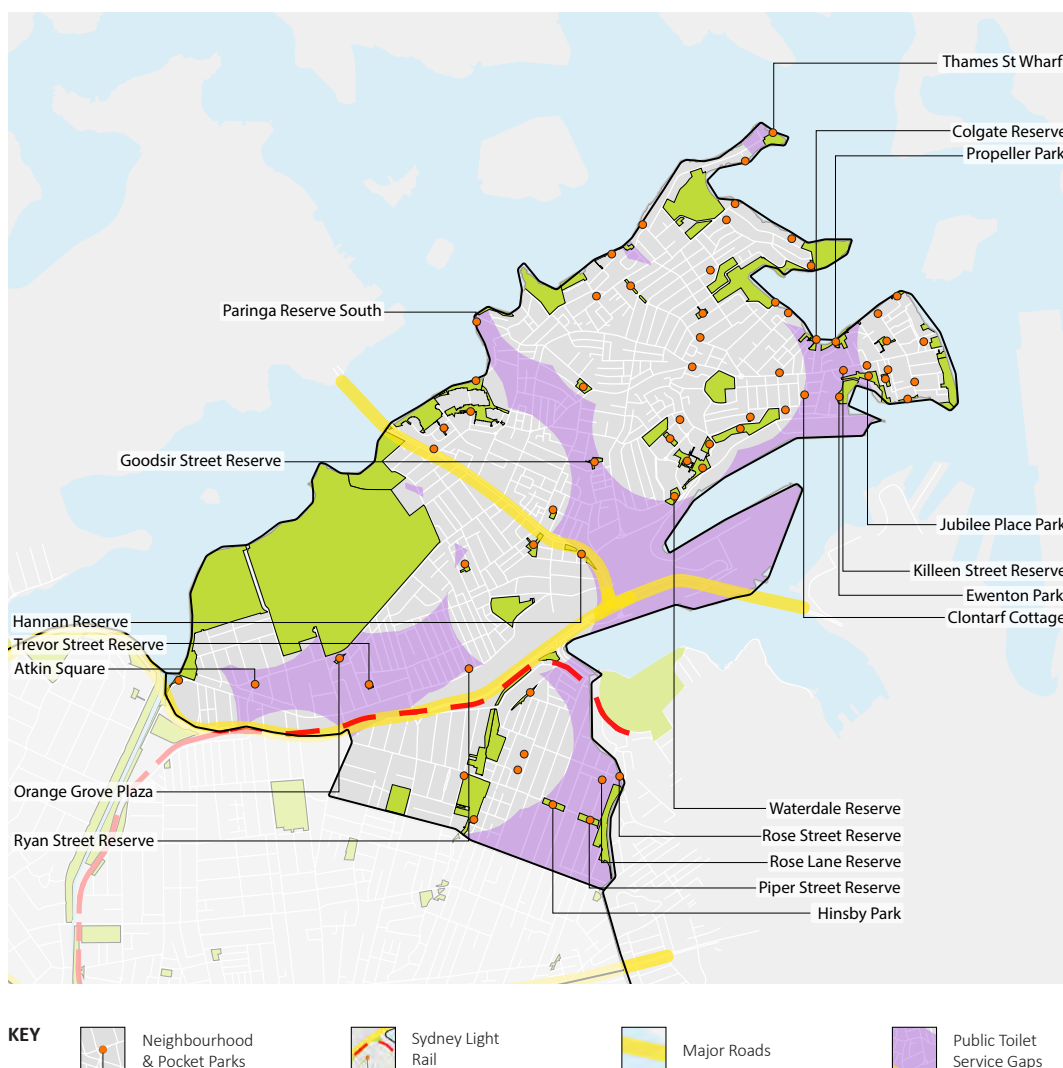 Thames St Wharf
Colgate Reserve
Propeller Park
Paringa Reserve South
Goodsir Street Reserve
Jubilee Place Park
Killeen Street Reserve
Ewenton Park
Clontarf Cottage
Hannan Reserve
Trevor Street Reserve
Atkin Square
Orange Grove Plaza
Ryan Street Reserve
Waterdale Reserve
Rose Street Reserve
Rose Lane Reserve
Piper Street Reserve
Hinsby Park
KEY
Neighbourhood
& Pocket Parks
Sydney Light
Rail
Major Roads
Public Toilet
Service Gaps